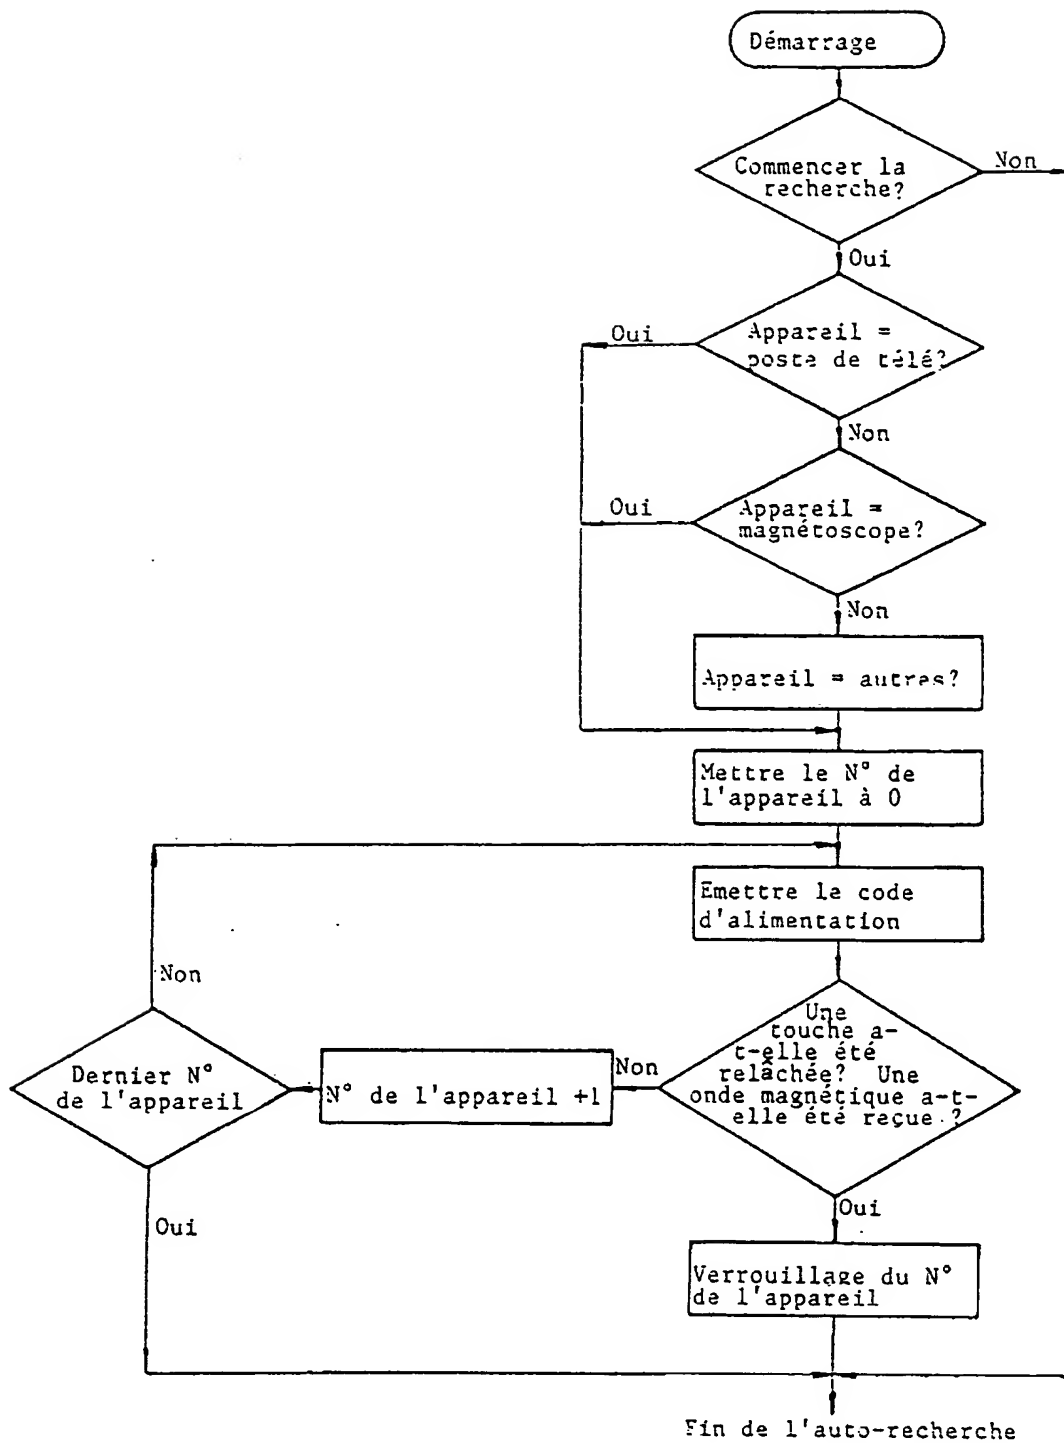 Démarrage
Commencer la
recherche?
Non
Oui
Appareil =
poste de télé?
Oui
Non
Appareil =
magnétoscope?
Oui
Non
Appareil = autres?
Mettre le N° de
l'appareil à 0
Emettre le code
d'alimentation
Une
touche a-
t-elle été
relâchée? Une
onde magnétique a-t-
elle été reçue ?
Non
N° de l'appareil +1
Dernier N°
de l'appareil
Non
Oui
Oui
Verrouillage du N°
de l'appareil
Fin de l'auto-recherche